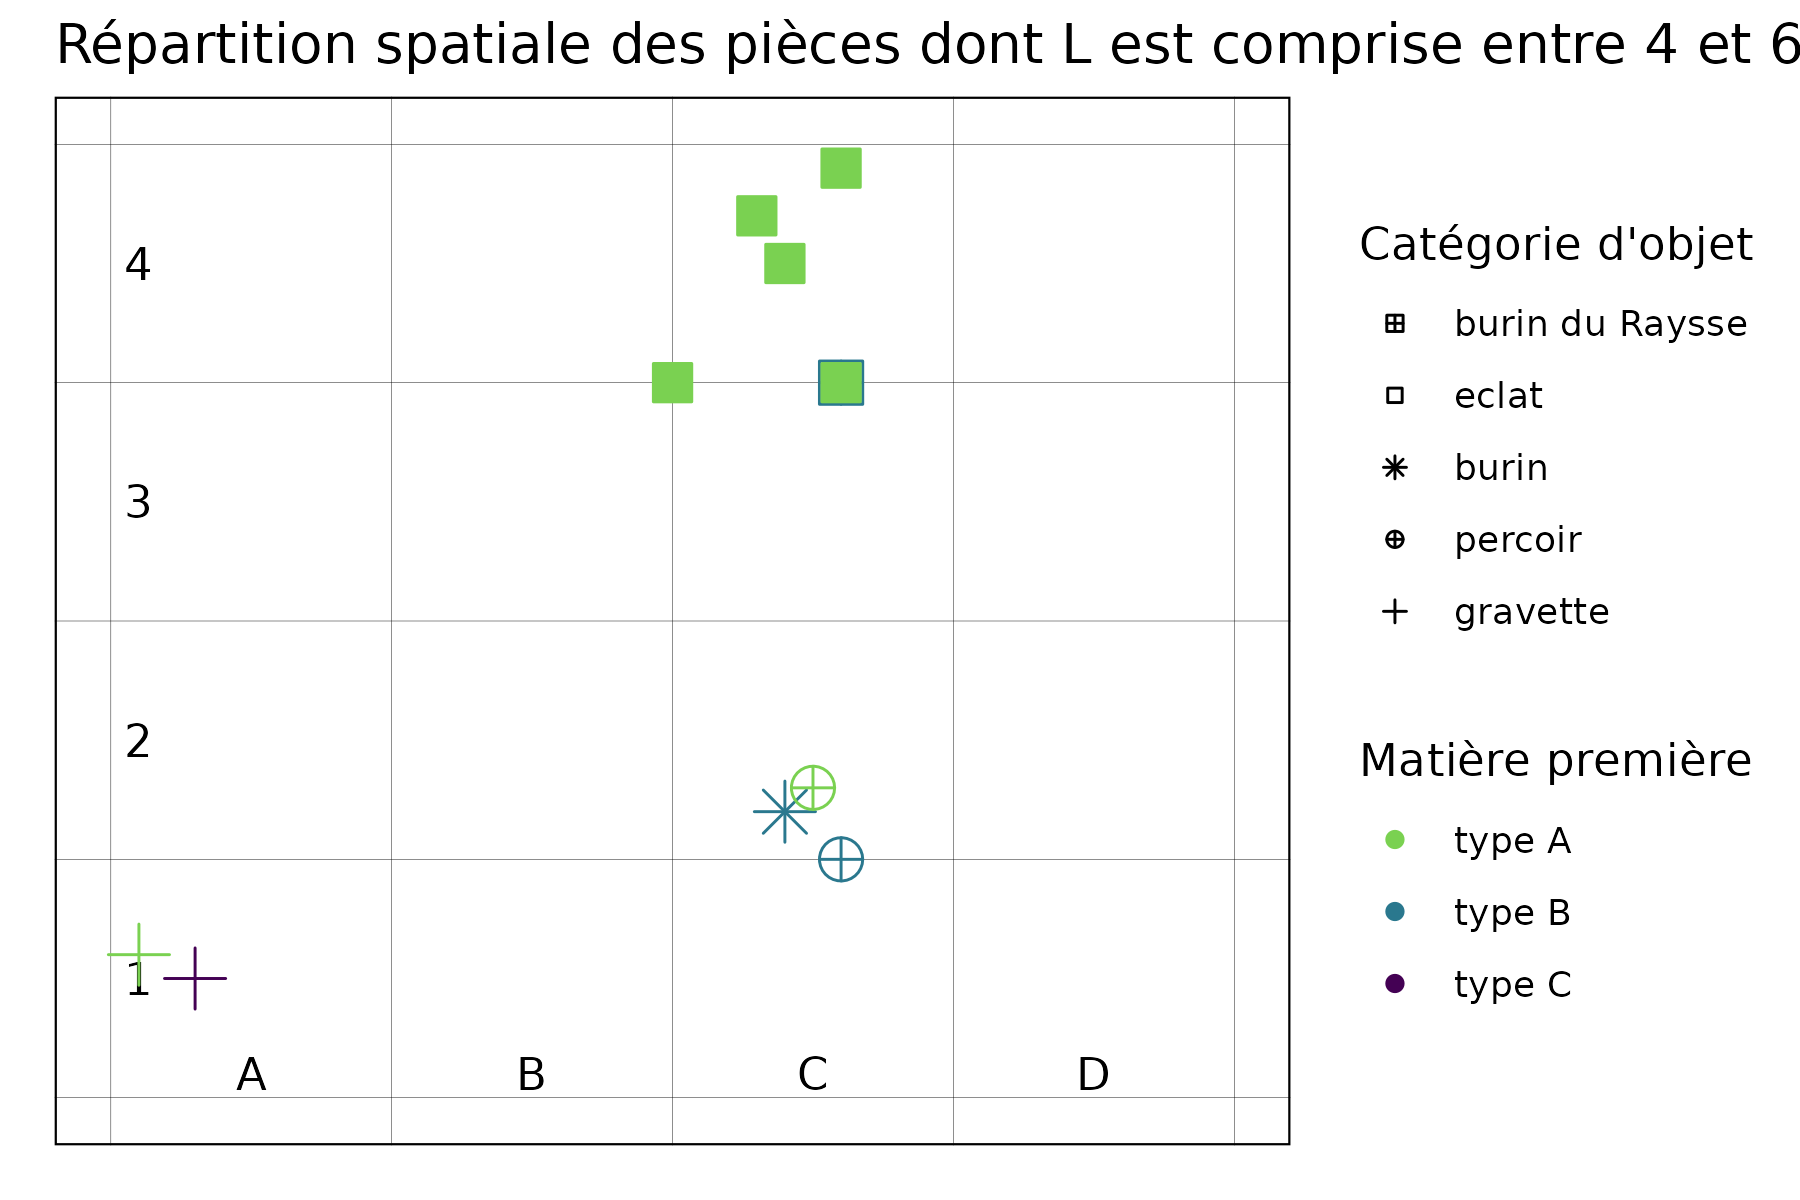 Répartition spatiale des pièces dont L est comprise entre 4 et 6
4
3
2
1
A
B
C
D
Catégorie d'objet
burin du Raysse
eclat
burin
percoir
gravette
Matière première
type A
type B
type C